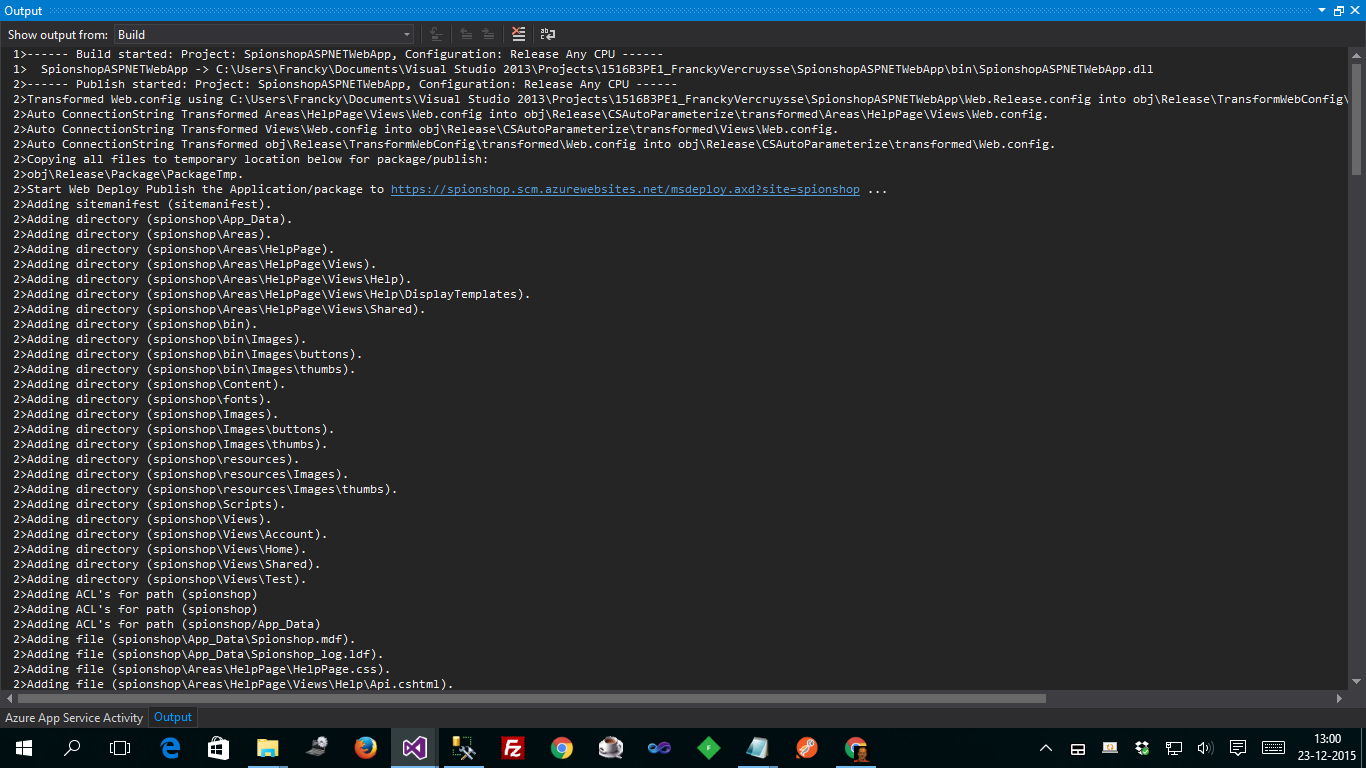 Output
Show output from: Build
1>------ Build started: Project: SpionshopASPNETWebApp, Configuration: Release Any CPU ------
1>  SpionshopASPNETWebApp -> C:\Users\Francky\Documents\Visual Studio 2013\Projects\1516B3PE1_FranckyVercruysse\SpionshopASPNETWebApp\bin\SpionshopASPNETWebApp.dll
2>------ Publish started: Project: SpionshopASPNETWebApp, Configuration: Release Any CPU ------
2>Transformed Web.config using C:\Users\Francky\Documents\Visual Studio 2013\Projects\1516B3PE1_FranckyVercruysse\SpionshopASPNETWebApp\Web.Release.config into obj\Release\TransformWebConfig\
2>Auto ConnectionString Transformed Areas\HelpPage\Views\Web.config into obj\Release\CSAutoParameterize\transformed\Areas\HelpPage\Views\Web.config.
2>Auto ConnectionString Transformed Views\Web.config into obj\Release\CSAutoParameterize\transformed\Views\Web.config.
2>Auto ConnectionString Transformed obj\Release\TransformWebConfig\transformed\Web.config into obj\Release\CSAutoParameterize\transformed\Web.config.
2>Copying all files to temporary location below for package/publish:
2>obj\Release\Package\PackageTmp.
2>Start Web Deploy Publish the Application/package to https://spionshop.scm.azurewebsites.net/msdeploy.axd?site=spionshop ...
2>Adding sitemanifest (sitemanifest).
2>Adding directory (spionshop\App_Data).
2>Adding directory (spionshop\Areas).
2>Adding directory (spionshop\Areas\HelpPage).
2>Adding directory (spionshop\Areas\HelpPage\Views).
2>Adding directory (spionshop\Areas\HelpPage\Views\Help).
2>Adding directory (spionshop\Areas\HelpPage\Views\Help\DisplayTemplates).
2>Adding directory (spionshop\Areas\HelpPage\Views\Shared).
2>Adding directory (spionshop\bin).
2>Adding directory (spionshop\bin\Images).
2>Adding directory (spionshop\bin\Images\buttons).
2>Adding directory (spionshop\bin\Images\thumbs).
2>Adding directory (spionshop\Content).
2>Adding directory (spionshop\fonts).
2>Adding directory (spionshop\Images).
2>Adding directory (spionshop\Images\buttons).
2>Adding directory (spionshop\Images\thumbs).
2>Adding directory (spionshop\resources).
2>Adding directory (spionshop\resources\Images).
2>Adding directory (spionshop\resources\Images\thumbs).
2>Adding directory (spionshop\Scripts).
2>Adding directory (spionshop\Views).
2>Adding directory (spionshop\Views\Account).
2>Adding directory (spionshop\Views\Home).
2>Adding directory (spionshop\Views\Shared).
2>Adding directory (spionshop\Views\Test).
2>Adding ACL's for path (spionshop)
2>Adding ACL's for path (spionshop)
2>Adding ACL's for path (spionshop/App_Data)
2>Adding file (spionshop\App_Data\Spionshop.mdf).
2>Adding file (spionshop\App_Data\Spionshop_log.ldf).
2>Adding file (spionshop\Areas\HelpPage\HelpPage.css).
2>Adding file (spionshop\Areas\HelpPage\Views\Help\Api.cshtml).
Azure App Service Activity
Output
13:00
23-12-2015